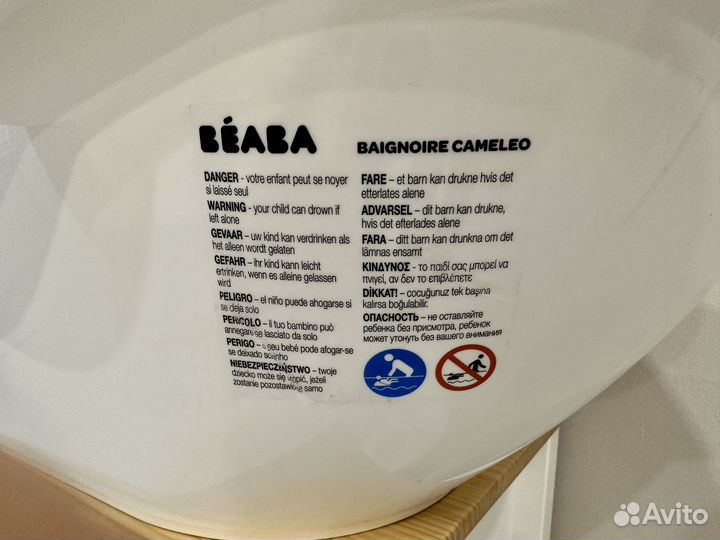 BÉABA
DANGER - votre enfant peut se noyer
si laissé seul
WARNING - your child can drown if
left alone
GEVAAR – uw kind kan verdrinken als
het alleen wordt gelaten
GEFAHR – ihr kind kann leicht
ertrinken, wenn es alleine gelassen
wird
PELIGRO – el niño puede ahogarse si
se deja solo
PERICOLO – il tuo bambino può
annegare se lasciato da solo
PERIGO – o seu bebé pode afogar-se
se deixado sozinho
NIEBEZPIECZŃSTWO – twoje
dziecko może się utopić, jeżeli
zostanie pozostawione samo
BAIGNOIRE CAMELEO
FARE – et barn kan drukne hvis det
etterlates alene
ADVARSEL – dit barn kan drukne,
hvis det efterlades alene
FARA – ditt barn kan drunkna om det
lämnas ensamt
ΚΙΝΔΥΝΟΣ - το παιδί σας μπορεί να
πνιγεί, αν δεν το επιβλέπετε
DİKKAT! – cocuğunuz tek başına
kalırsa boğulabilir.
ОПАСНОСТЬ – не оставляйте
ребенка без присмотра, ребенок
может утонуть без вашего внимания
Avito